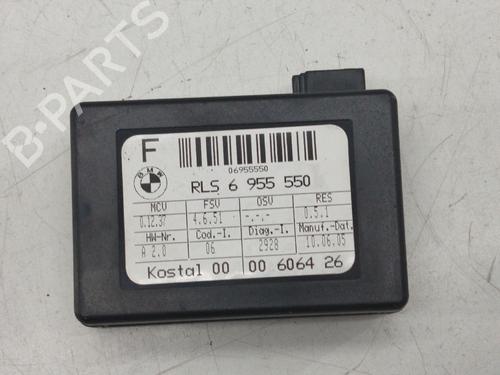 B-PARTS
F
06955550
BMW
RLS 6 955 550
MCV FSV OSV RES
0.12.37 4.6.51 -.-.- 0.5.1
HW-Nr. Cod.-I. Diag.-I. Manuf.-Dat.
A 2.0 06 2928 10.06.05
Kostal 00 00 6064 26